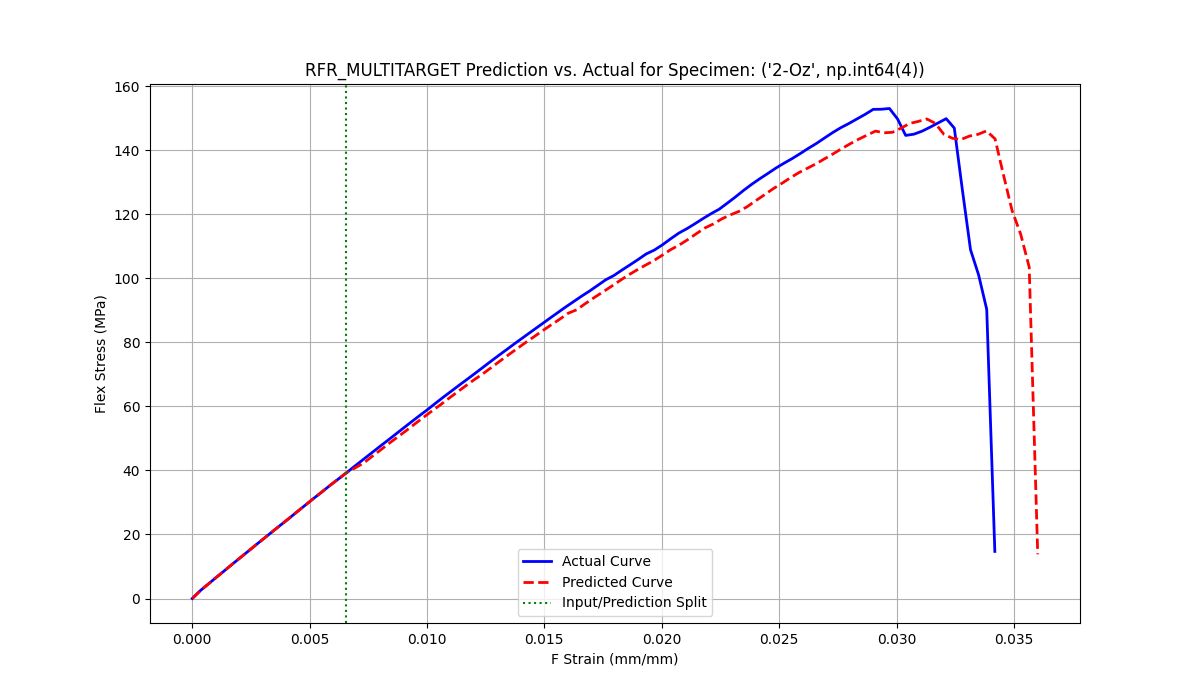 RFR_MULTITARGET Prediction vs. Actual for Specimen: ('2-Oz', np.int64(4))
160
140
120
100
80
60
40
20
0
Flex Stress (MPa)
Actual Curve
Predicted Curve
Input/Prediction Split
0.000 0.005 0.010 0.015 0.020 0.025 0.030 0.035
F Strain (mm/mm)